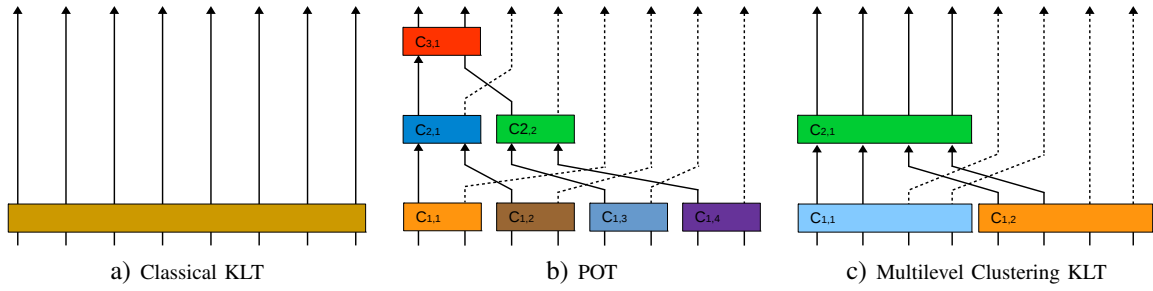 C3,1
C2,1 C2,2 C2,1
C1,1 C1,2 C1,3 C1,4 C1,1 C1,2
a) Classical KLT b) POT c) Multilevel Clustering KLT